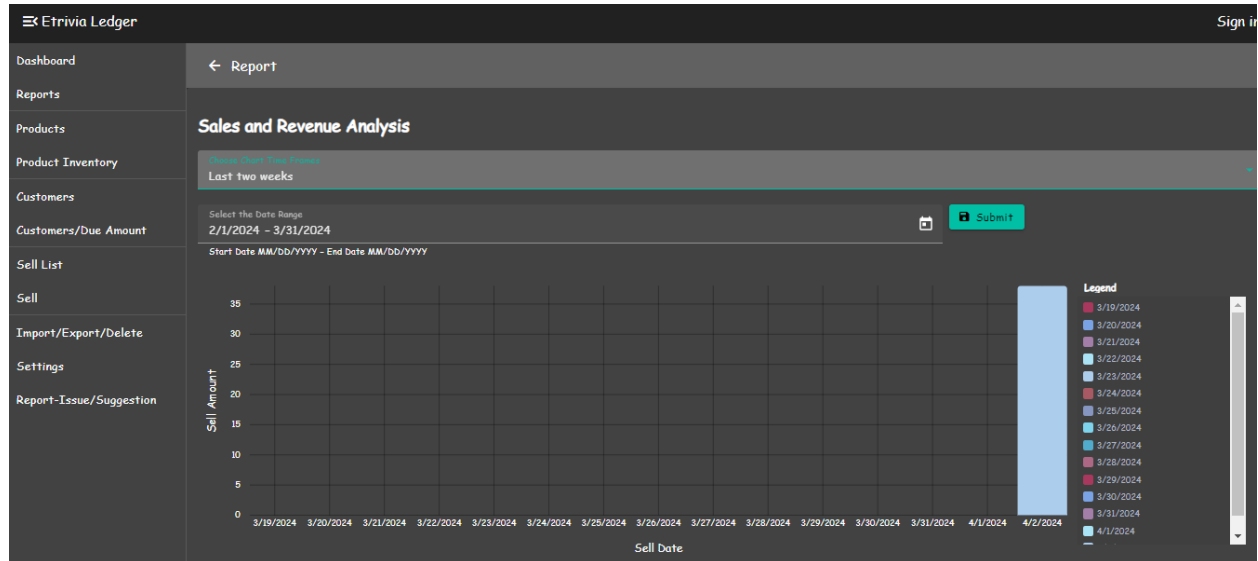 Etrivia Ledger
Sign in
Dashboard
Reports
Products
Product Inventory
Customers
Customers/Due Amount
Sell List
Sell
Import/Export/Delete
Settings
Report-Issue/Suggestion
Report
Sales and Revenue Analysis
Choose Chart Time Frames
Last two weeks
Select the Date Range
2/1/2024 – 3/31/2024
Submit
Start Date MM/DD/YYYY – End Date MM/DD/YYYY
Sell Amount
35
30
25
20
15
10
5
0
3/19/2024 3/20/2024 3/21/2024 3/22/2024 3/23/2024 3/24/2024 3/25/2024 3/26/2024 3/27/2024 3/28/2024 3/29/2024 3/30/2024 3/31/2024 4/1/2024 4/2/2024
Sell Date
Legend
3/19/2024
3/20/2024
3/21/2024
3/22/2024
3/23/2024
3/24/2024
3/25/2024
3/26/2024
3/27/2024
3/28/2024
3/29/2024
3/30/2024
3/31/2024
4/1/2024